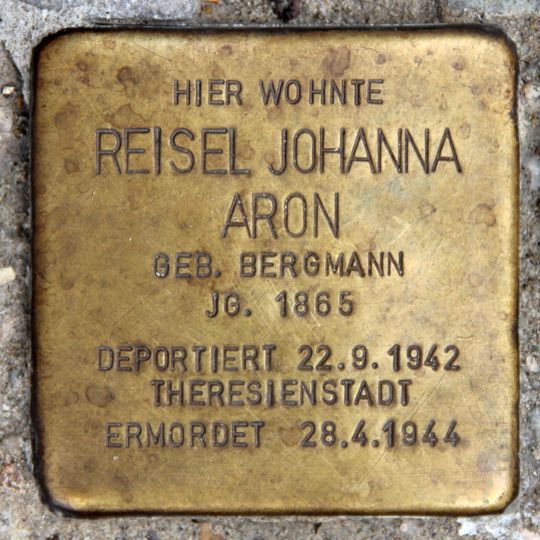 HIER WOHNTE
REISEL JOHANNA
ARON
GEB. BERGMANN
JG. 1865
DEPORTIERT 22.9.1942
THERESIENSTADT
ERMORDET 28.4.1944